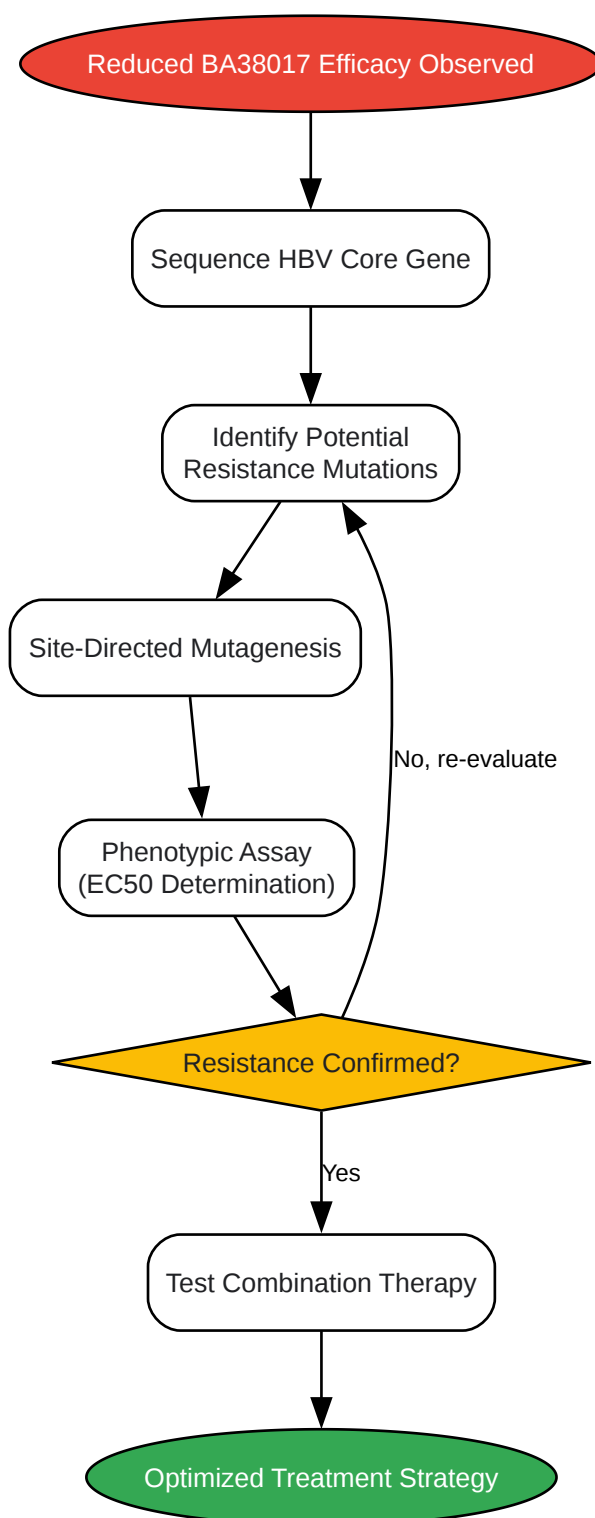 Reduced BA38017 Efficacy Observed
Sequence HBV Core Gene
Identify Potential
Resistance Mutations
Site-Directed Mutagenesis
No, re-evaluate
Phenotypic Assay
(EC50 Determination)
Resistance Confirmed?
Yes
Test Combination Therapy
Optimized Treatment Strategy